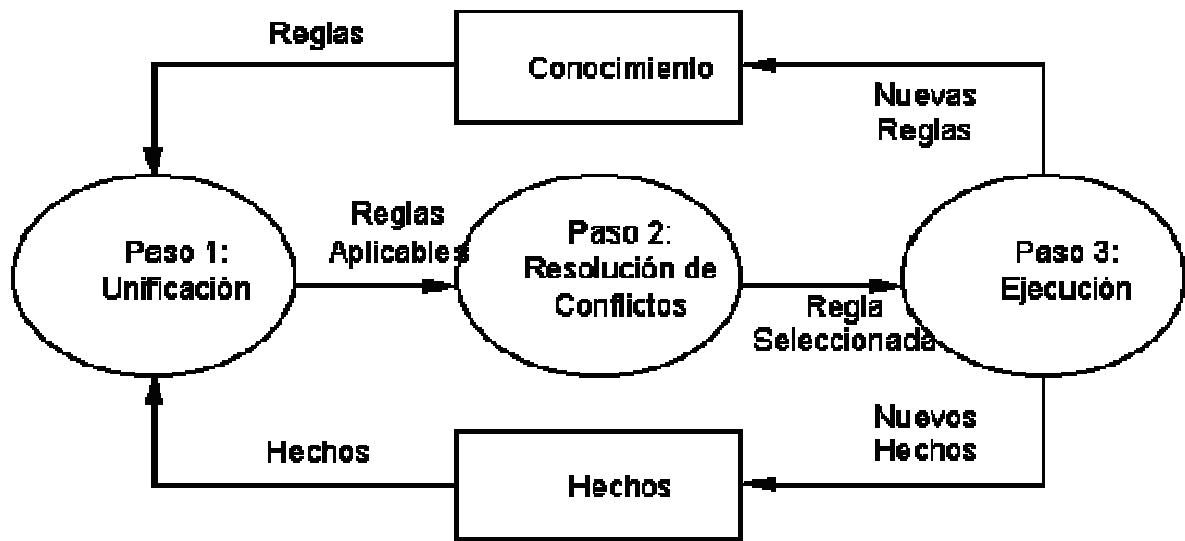 Reglas
Conocimiento
Nuevas
Reglas
Paso 1:
Unificación
Reglas
Aplicables
Paso 2:
Resolución de
Conflictos
Regla
Seleccionada
Paso 3:
Ejecución
Hechos
Hechos
Nuevos
Hechos